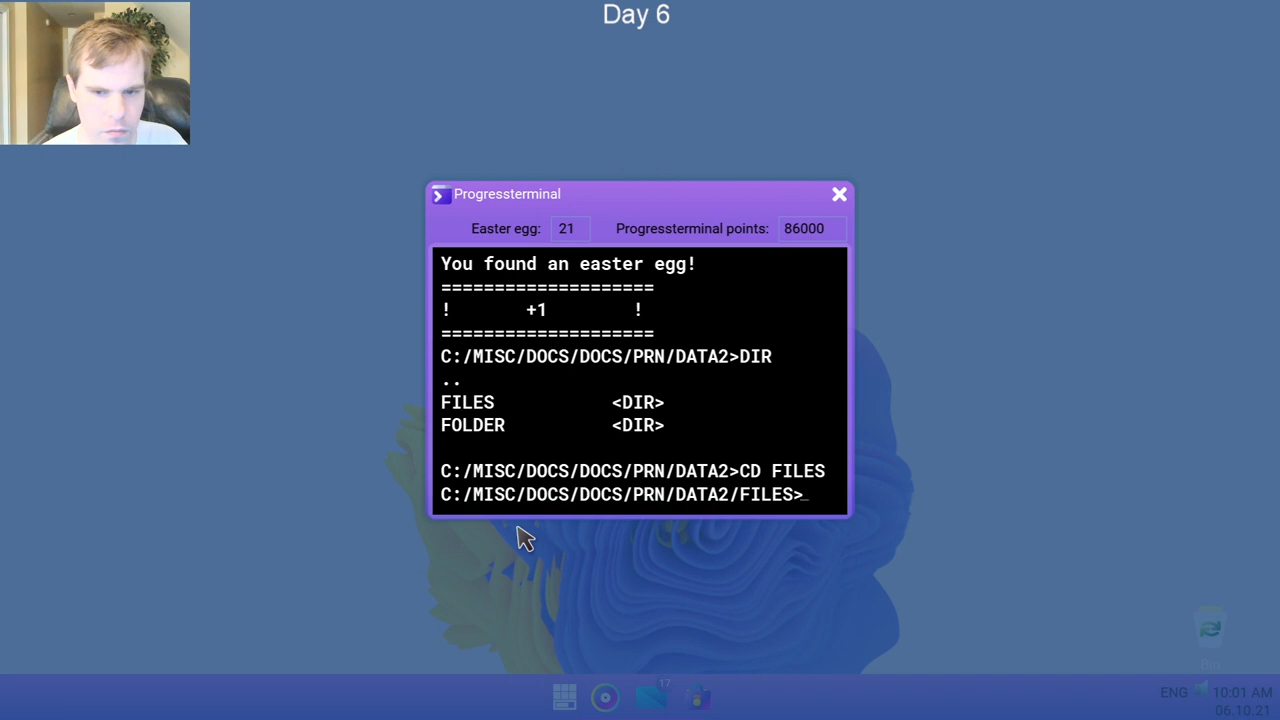 Day 6
Progressterminal
Easter egg: 21 Progressterminal points: 86000
You found an easter egg!
====================
! +1 !
====================
C:/MISC/DOCS/DOCS/PRN/DATA2>DIR
..
FILES <DIR>
FOLDER <DIR>
C:/MISC/DOCS/DOCS/PRN/DATA2>CD FILES
C:/MISC/DOCS/DOCS/PRN/DATA2/FILES>_
Bin
17
ENG 10:01 AM
06.10.21